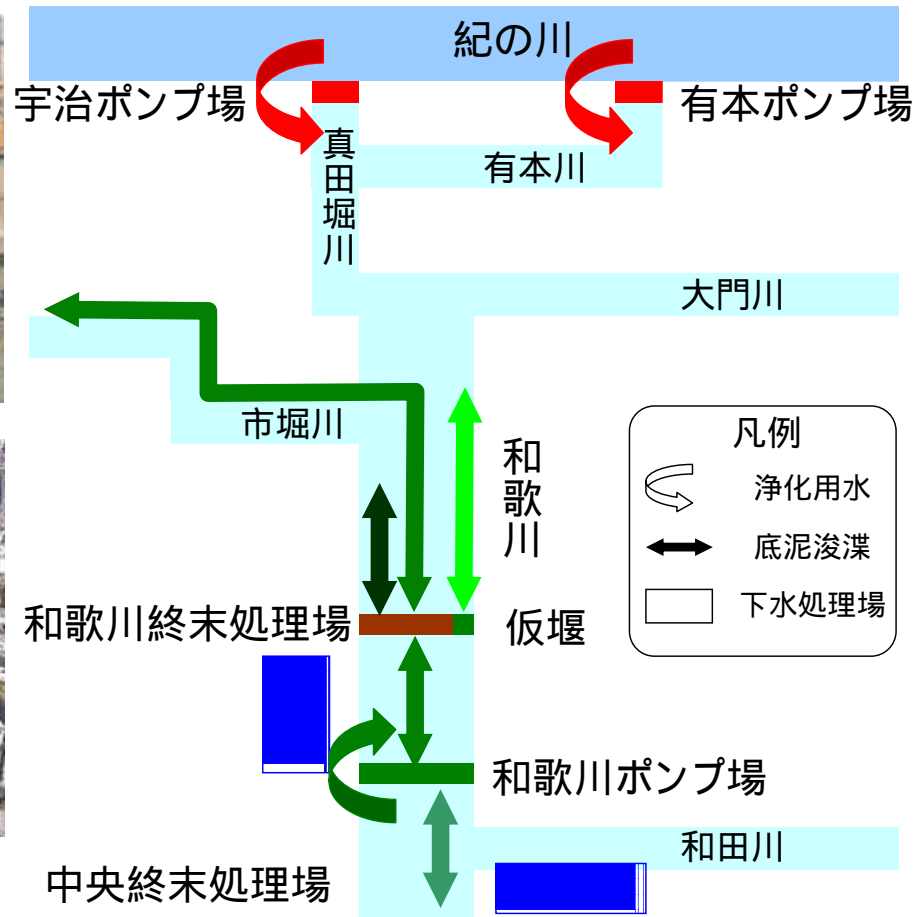 紀の川
宇治ポンプ場
有本ポンプ場
真田堀川
有本川
大門川
市堀川
和歌川
凡例
浄化用水
底泥浚渫
下水処理場
和歌川終末処理場
仮堰
和歌川ポンプ場
和田川
中央終末処理場